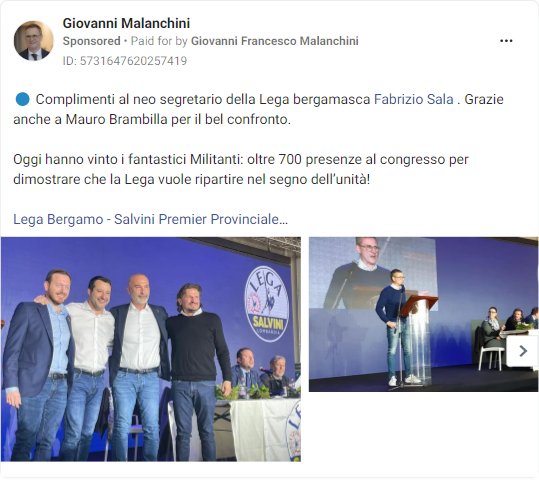 Giovanni Malanchini
Sponsored • Paid for by Giovanni Francesco Malanchini
ID: 5731647620257419
🔵 Complimenti al neo segretario della Lega bergamasca Fabrizio Sala . Grazie
anche a Mauro Brambilla per il bel confronto.
Oggi hanno vinto i fantastici Militanti: oltre 700 presenze al congresso per
dimostrare che la Lega vuole ripartire nel segno dell’unità!
Lega Bergamo - Salvini Premier Provinciale…
LEGA
SALVINI
LOMBARDIA